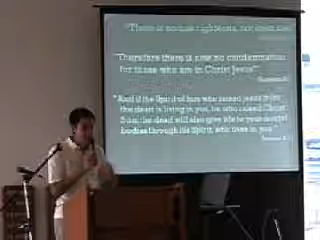 "There is no one righteous, not even one
"Therefore there is now no condemnation
for those who are in Christ Jesus"
"And if the Spirit of him who raised Jesus from
the dead is living in you, he who raised Christ
from the dead will also give life to your mortal
bodies through his Spirit, who lives in you."